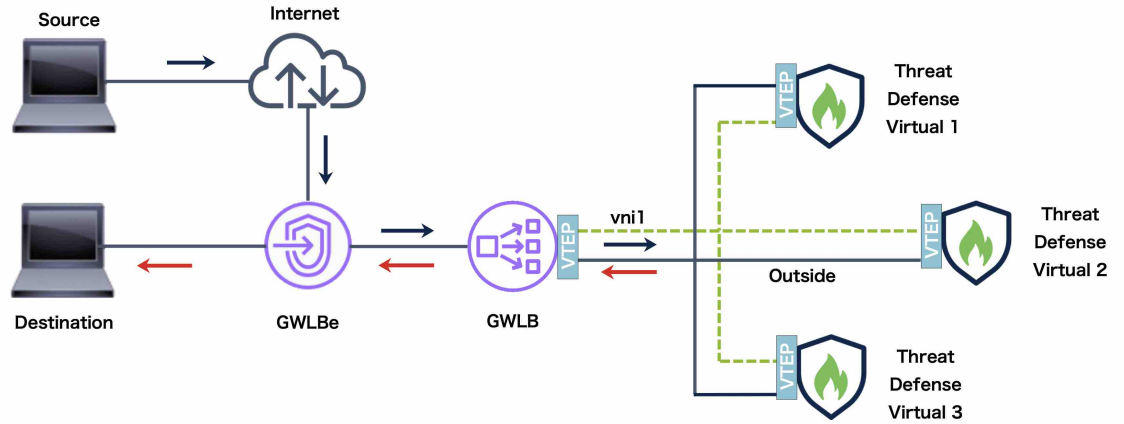 Source
Internet
VTEP
Threat
Defense
Virtual 1
vni1
VTEP
VTEP
Threat
Defense
Virtual 2
Outside
Destination
GWLBe
GWLB
VTEP
Threat
Defense
Virtual 3